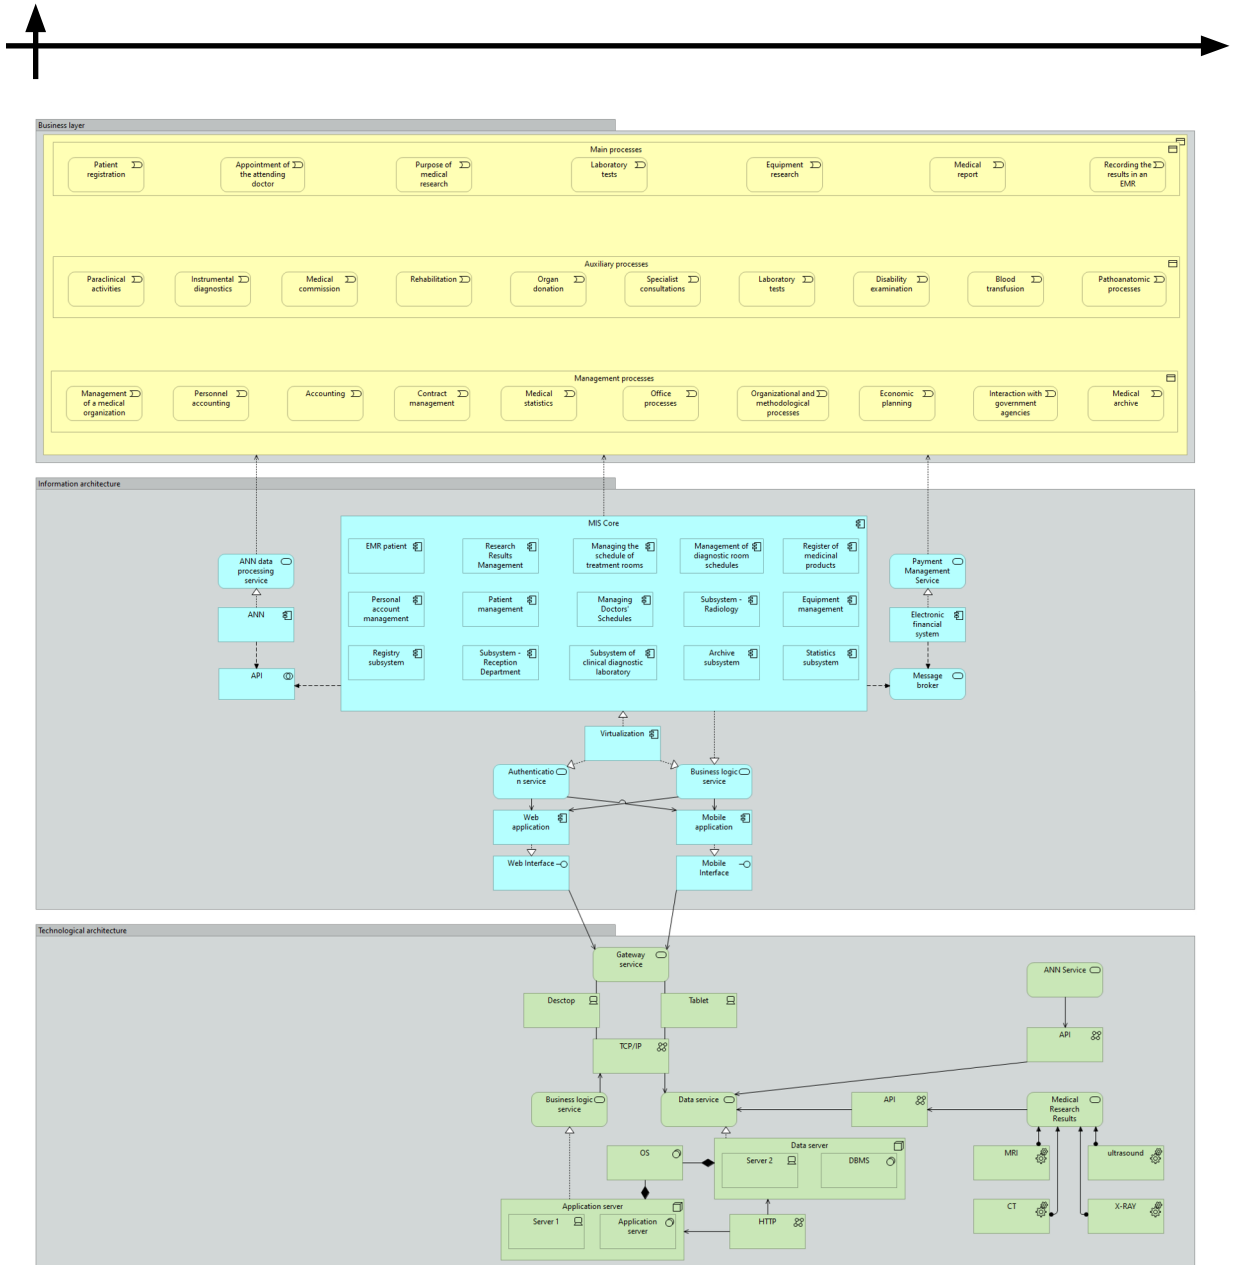 Business layer
Main processes
Patient
registration
Appointment of
the attending
doctor
Purpose of
medical
research
Laboratory
tests
Equipment
research
Medical
report
Recording the
results in an
EMR
Auxiliary processes
Paraclinical
activities
Instrumental
diagnostics
Medical
commission
Rehabilitation
Organ
donation
Specialist
consultations
Laboratory
tests
Disability
examination
Blood
transfusion
Pathoanatomic
processes
Management processes
Management
of a medical
organization
Personnel
accounting
Accounting
Contract
management
Medical
statistics
Office
processes
Organizational and
methodological
processes
Economic
planning
Interaction with
government
agencies
Medical
archive
Information architecture
MIS Core
EMR patient
Research
Results
Management
Managing the
schedule of
treatment rooms
Management of
diagnostic room
schedules
Register of
medicinal
products
Personal
account
management
Patient
management
Managing
Doctors'
Schedules
Subsystem -
Radiology
Equipment
management
Registry
subsystem
Subsystem -
Reception
Department
Subsystem of
clinical diagnostic
laboratory
Archive
subsystem
Statistics
subsystem
ANN data
processing
service
ANN
API
Payment
Management
Service
Electronic
financial
system
Message
broker
Virtualization
Authenticatio
n service
Business logic
service
Web
application
Mobile
application
Web Interface
Mobile
Interface
Technological architecture
Gateway
service
Desctop
Tablet
TCP/IP
Business logic
service
Data service
ANN Service
API
API
Medical
Research
Results
MRI
ultrasound
CT
X-RAY
OS
Data server
Server 2
DBMS
Application server
Server 1
Application
server
HTTP